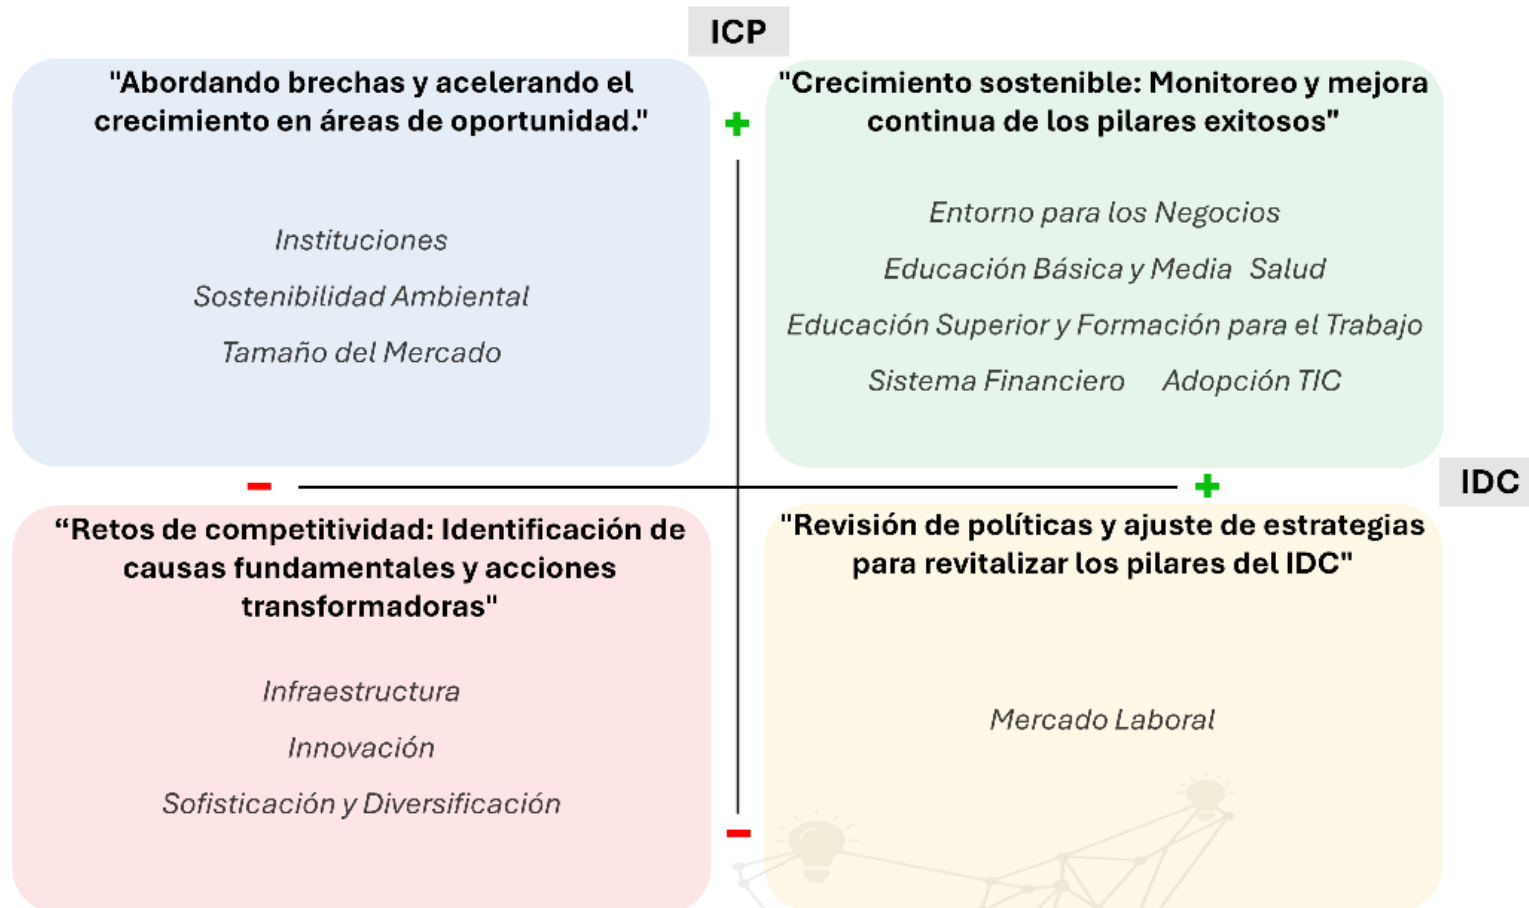 ICP
"Abordando brechas y acelerando el
crecimiento en áreas de oportunidad."
Instituciones
Sostenibilidad Ambiental
Tamaño del Mercado
+
"Crecimiento sostenible: Monitoreo y mejora
continua de los pilares exitosos"
Entorno para los Negocios
Educación Básica y Media Salud
Educación Superior y Formación para el Trabajo
Sistema Financiero Adopción TIC
-
+
IDC
“Retos de competitividad: Identificación de
causas fundamentales y acciones
transformadoras"
Infraestructura
Innovación
Sofisticación y Diversificación
"Revisión de políticas y ajuste de estrategias
para revitalizar los pilares del IDC"
Mercado Laboral
-